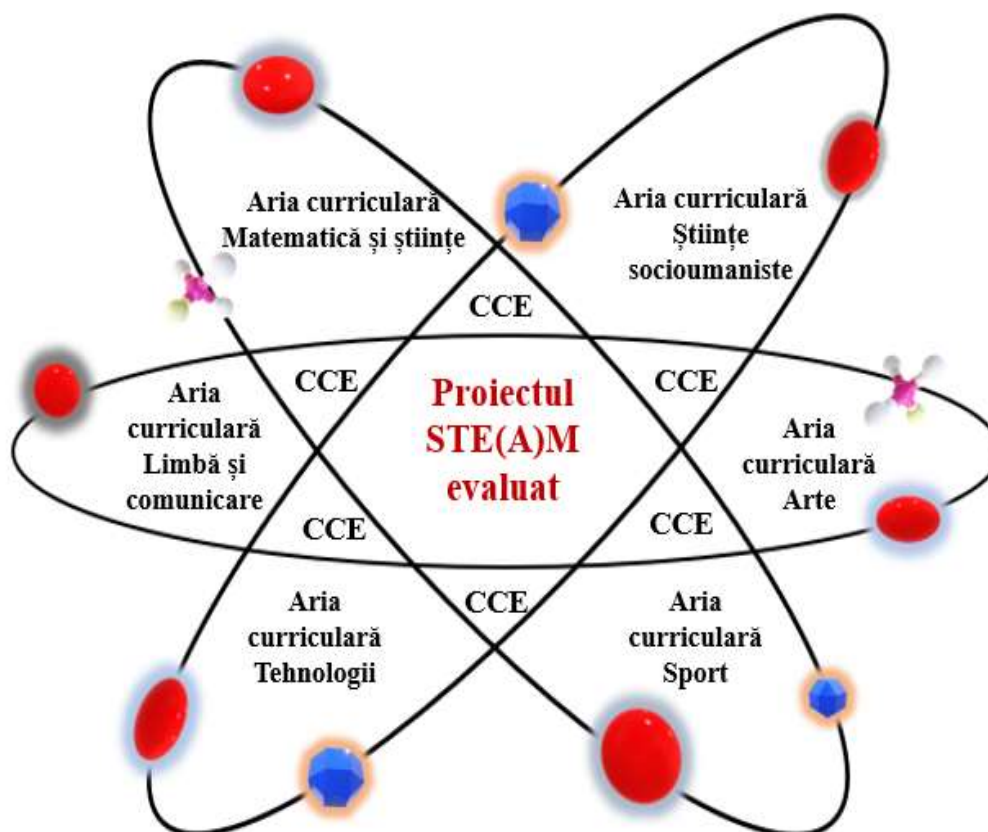 Aria curriculară
Matematică și științe
Aria curriculară
Științe
socioumaniste
CCE
CCE
CCE
Aria
curriculară
Limbă și
comunicare
Proiectul
STE(A)M
evaluat
Aria
curriculară
Arte
CCE
CCE
CCE
Aria
curriculară
Tehnologii
Aria
curriculară
Sport